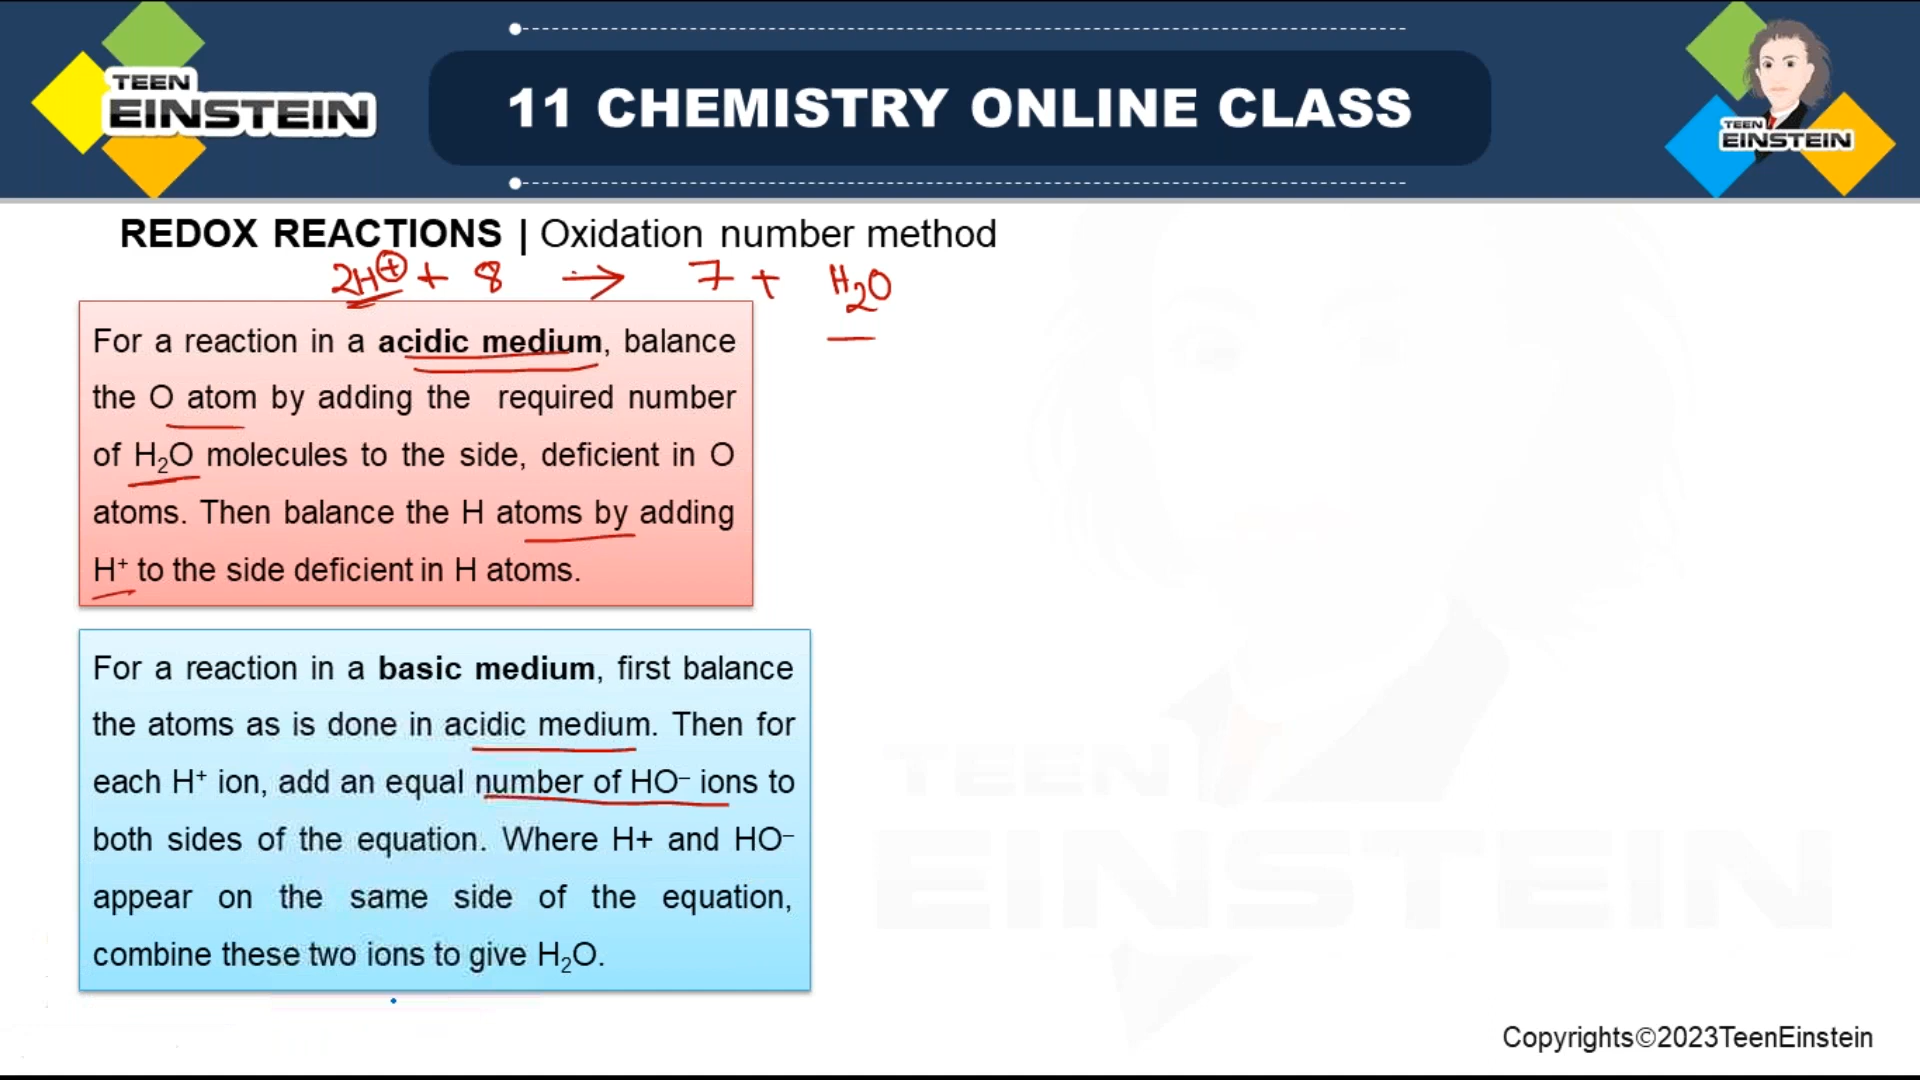 TEEN
EINSTEIN
11 CHEMISTRY ONLINE CLASS
TEEN
EINSTEIN
REDOX REACTIONS | Oxidation number method
2H⊕ + 8 → 7 + H₂O
For a reaction in a acidic medium, balance
the O atom by adding the required number
of H₂O molecules to the side, deficient in O
atoms. Then balance the H atoms by adding
H⁺ to the side deficient in H atoms.
For a reaction in a basic medium, first balance
the atoms as is done in acidic medium. Then for
each H⁺ ion, add an equal number of HO⁻ ions to
both sides of the equation. Where H+ and HO⁻
appear on the same side of the equation,
combine these two ions to give H₂O.
TEEN
EINSTEIN
Copyrights©2023TeenEinstein